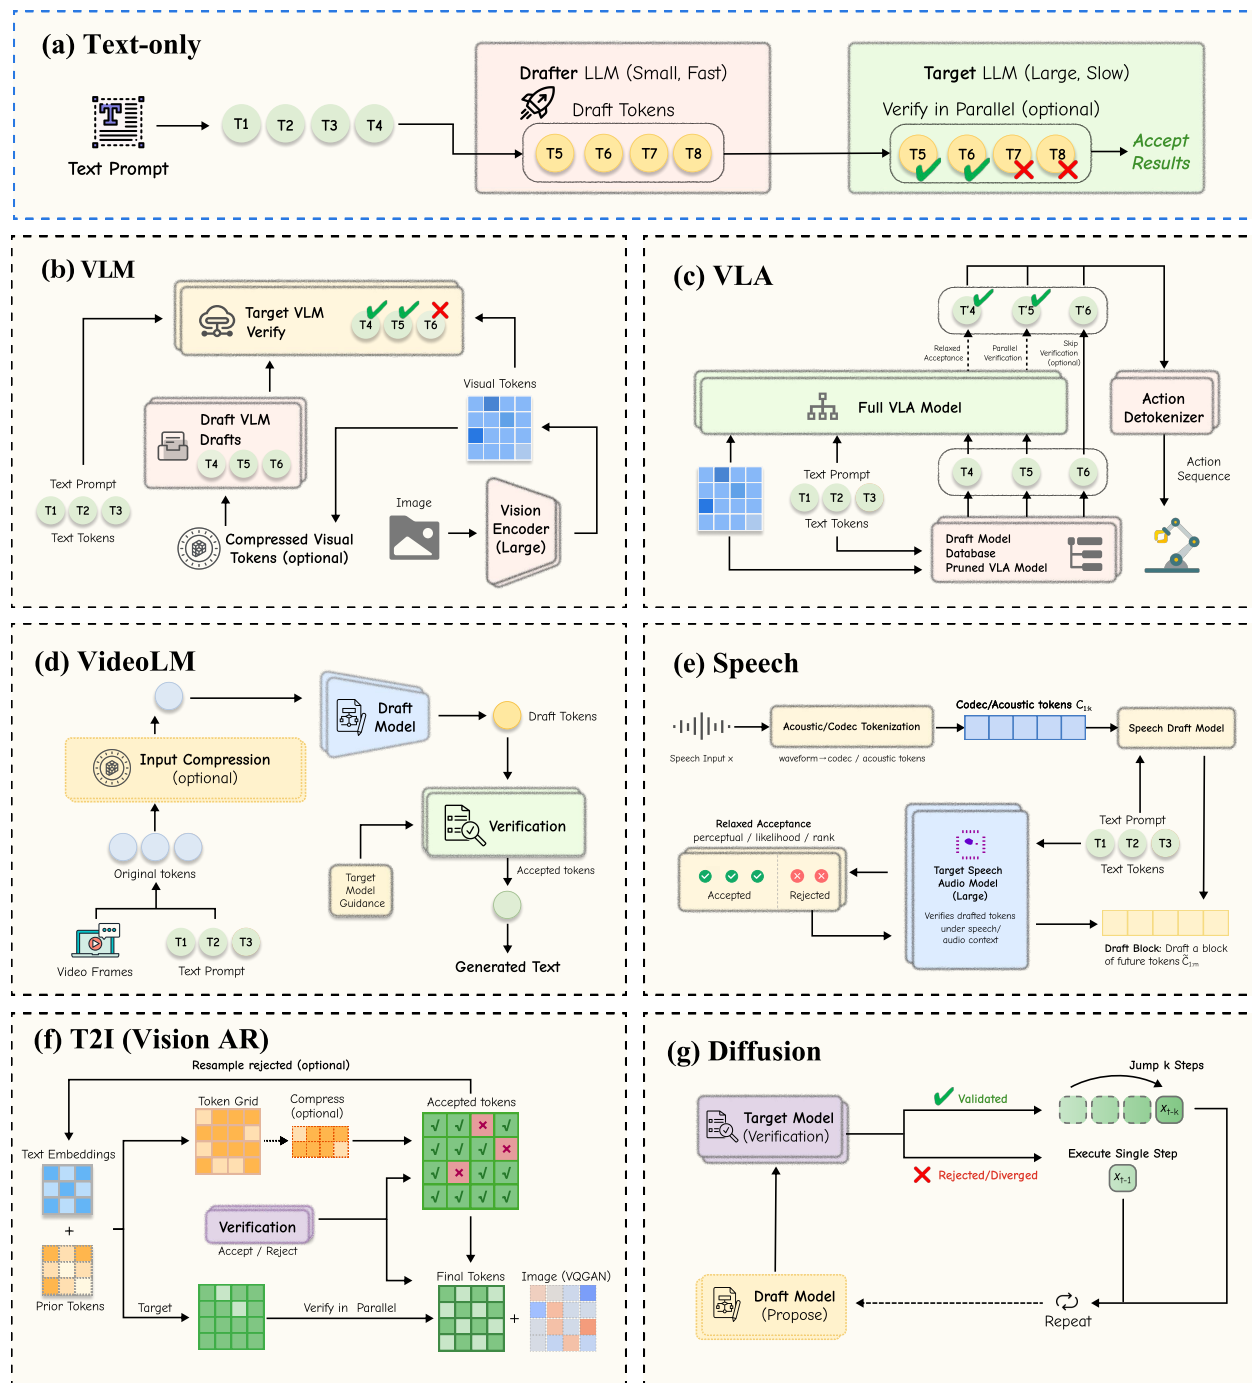 (a) Text-only
Text Prompt
T1 T2 T3 T4
Drafter LLM (Small, Fast)
Draft Tokens
T5 T6 T7 T8
Target LLM (Large, Slow)
Verify in Parallel (optional)
T5 T6 T7 T8
Accept
Results
(b) VLM
Target VLM
Verify
T4 T5 T6
Visual Tokens
Draft VLM
Drafts
T4 T5 T6
Text Prompt
T1 T2 T3
Text Tokens
Compressed Visual
Tokens (optional)
Image
Vision
Encoder
(Large)
(c) VLA
T'4 T'5 T'6
Relaxed
Acceptance
Parallel
Verification
Skip
Verification
(optional)
Full VLA Model
Action
Detokenizer
Text Prompt
T1 T2 T3
Text Tokens
T4 T5 T6
Action
Sequence
Draft Model
Database
Pruned VLA Model
(d) VideoLM
Draft
Model
Draft Tokens
Input Compression
(optional)
Verification
Original tokens
Target
Model
Guidance
Accepted tokens
T1 T2 T3
Video Frames
Text Prompt
Generated Text
(e) Speech
Speech Input x
Acoustic/Codec Tokenization
waveform→codec / acoustic tokens
Codec/Acoustic tokens C1:k
Speech Draft Model
Relaxed Acceptance
perceptual / likelihood / rank
Accepted
Rejected
Target Speech
Audio Model
(Large)
Verifies drafted tokens
under speech/
audio context
Text Prompt
T1 T2 T3
Text Tokens
Draft Block: Draft a block
of future tokens C̃1:m
(f) T2I (Vision AR)
Resample rejected (optional)
Token Grid
Compress
(optional)
Accepted tokens
Text Embeddings
+
Prior Tokens
Verification
Accept / Reject
Target
Verify in Parallel
Final Tokens
+
Image (VQGAN)
(g) Diffusion
Target Model
(Verification)
Validated
Rejected/Diverged
Jump k Steps
Xt-k
Execute Single Step
Xt-1
Draft Model
(Propose)
Repeat